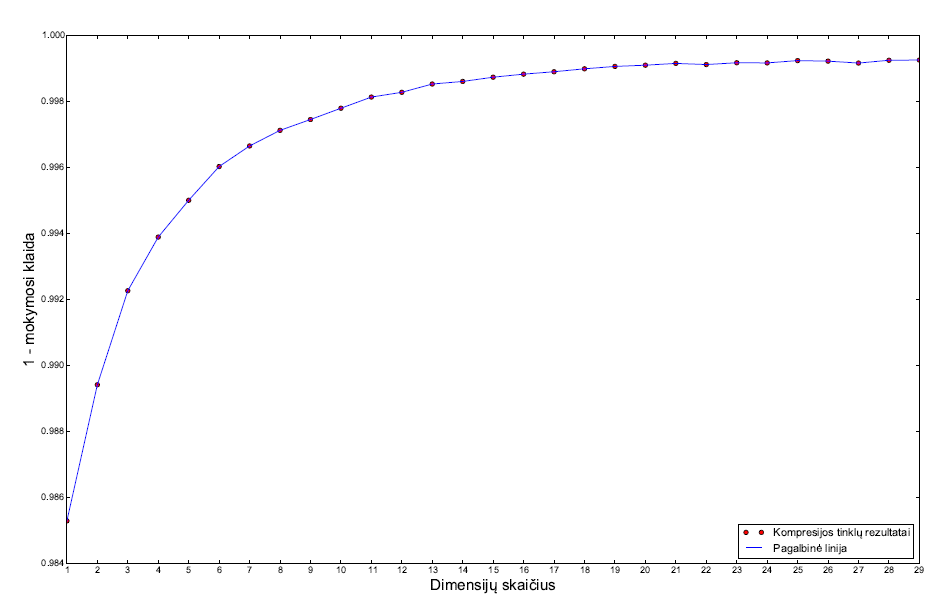 1.000
0.998
0.996
0.994
0.992
0.990
0.988
0.986
0.984
1 - mokymosi klaida
1 2 3 4 5 6 7 8 9 10 11 12 13 14 15 16 17 18 19 20 21 22 23 24 25 26 27 28 29
Dimensijų skaičius
Kompresijos tinklų rezultatai
Pagalbinė linija